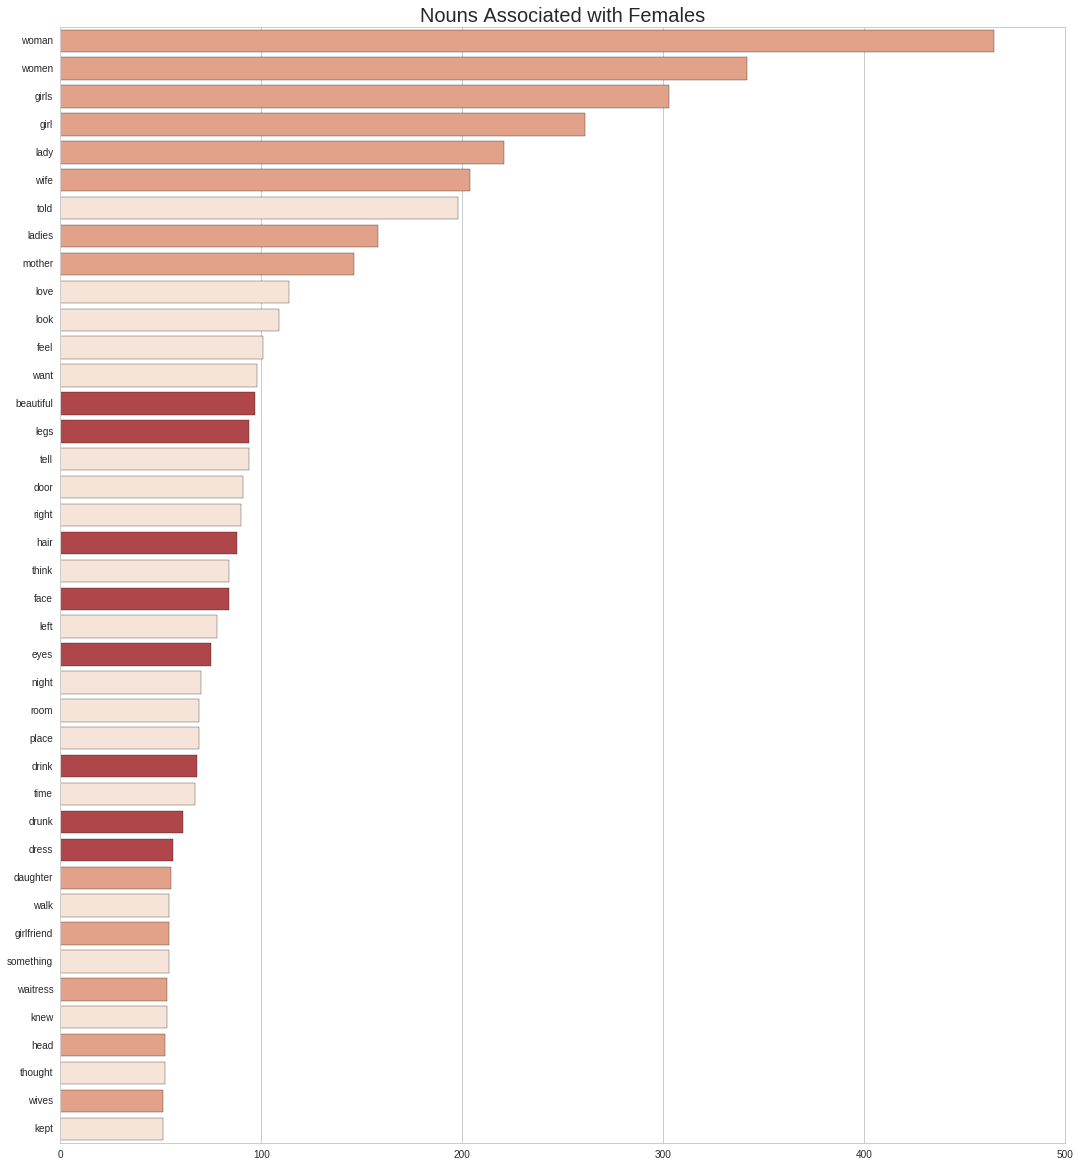 Nouns Associated with Females
woman
women
girls
girl
lady
wife
told
ladies
mother
love
look
feel
want
beautiful
legs
tell
door
right
hair
think
face
left
eyes
night
room
place
drink
time
drunk
dress
daughter
walk
girlfriend
something
waitress
knew
head
thought
wives
kept
0 100 200 300 400 500